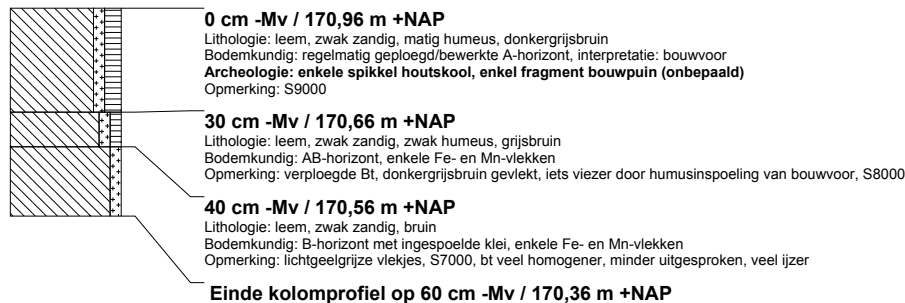 0 cm -Mv / 170,96 m +NAP
Lithologie: leem, zwak zandig, matig humeus, donkergrijsbruin
Bodemkundig: regelmatig geploegd/bewerkte A-horizont, interpretatie: bouwvoor
Archeologie: enkele spikkel houtskool, enkel fragment bouwpuin (onbepaald)
Opmerking: S9000
30 cm -Mv / 170,66 m +NAP
Lithologie: leem, zwak zandig, zwak humeus, grijsbruin
Bodemkundig: AB-horizont, enkele Fe- en Mn-vlekken
Opmerking: verploegde Bt, donkergrijsbruin gevlekt, iets viezer door humusinspoeling van bouwvoor, S8000
40 cm -Mv / 170,56 m +NAP
Lithologie: leem, zwak zandig, bruin
Bodemkundig: B-horizont met ingespoelde klei, enkele Fe- en Mn-vlekken
Opmerking: lichtgeelgrijze vlekjes, S7000, bt veel homogener, minder uitgesproken, veel ijzer
Einde kolomprofiel op 60 cm -Mv / 170,36 m +NAP